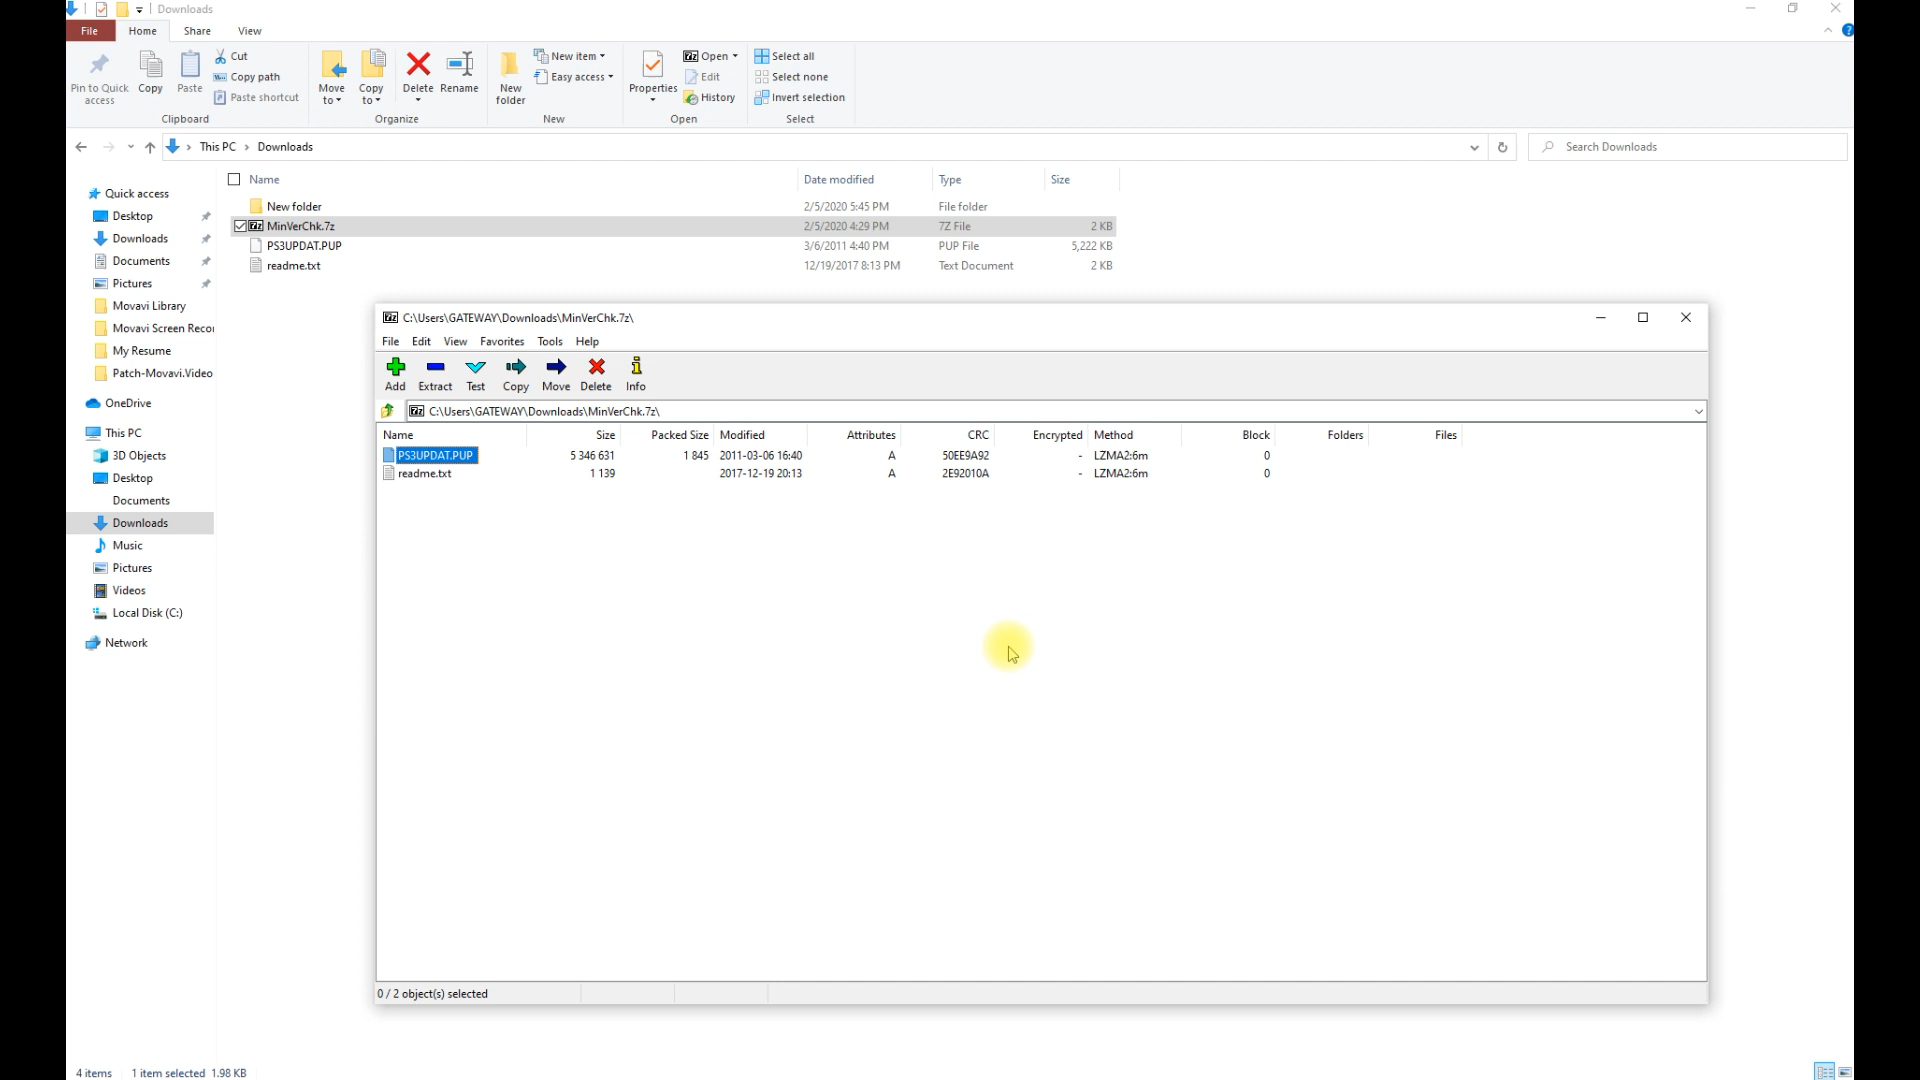 Downloads
File Home Share View
Pin to Quick access
Copy
Paste
Cut
Copy path
Paste shortcut
Clipboard
Move to
Copy to
Delete
Rename
Organize
New folder
New item
Easy access
New
Properties
Open
Edit
History
Open
Select all
Select none
Invert selection
Select
This PC > Downloads
Search Downloads
Name Date modified Type Size
New folder 2/5/2020 5:45 PM File folder
MinVerChk.7z 2/5/2020 4:29 PM 7Z File 2 KB
PS3UPDAT.PUP 3/6/2011 4:40 PM PUP File 5,222 KB
readme.txt 12/19/2017 8:13 PM Text Document 2 KB
Quick access
Desktop
Downloads
Documents
Pictures
Movavi Library
Movavi Screen Recor
My Resume
Patch-Movavi.Video
OneDrive
This PC
3D Objects
Desktop
Documents
Downloads
Music
Pictures
Videos
Local Disk (C:)
Network
C:\Users\GATEWAY\Downloads\MinVerChk.7z\
File Edit View Favorites Tools Help
Add Extract Test Copy Move Delete Info
C:\Users\GATEWAY\Downloads\MinVerChk.7z\
Name Size Packed Size Modified Attributes CRC Encrypted Method Block Folders Files
PS3UPDAT.PUP 5 346 631 1 845 2011-03-06 16:40 A 50EE9A92 - LZMA2:6m 0
readme.txt 1 139 2017-12-19 20:13 A 2E92010A - LZMA2:6m 0
0 / 2 object(s) selected
4 items 1 item selected 1.98 KB